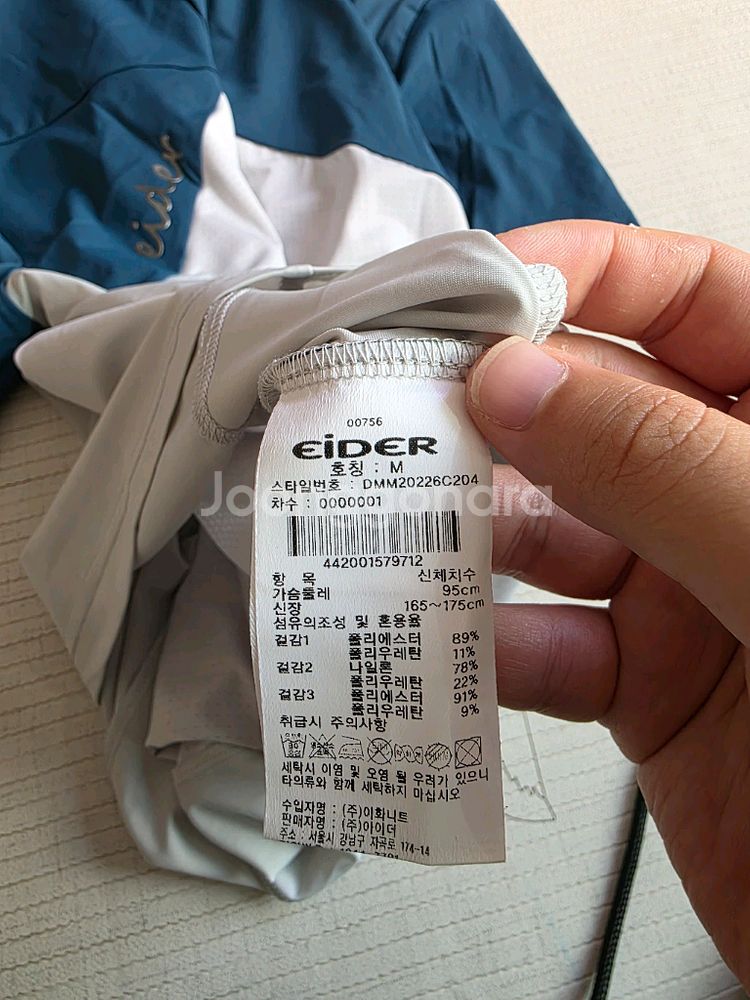 eider
00756
EIDER
호칭 : M
스타일번호 : DMM20226C204
차수 : 0000001
Joonggonara
442001579712
항 목 신체치수
가슴둘레 95cm
신장 165~175cm
섬유의조성 및 혼용율
겉감1 폴리에스터 89%
폴리우레탄 11%
겉감2 나일론 78%
폴리우레탄 22%
겉감3 폴리에스터 91%
폴리우레탄 9%
취급시 주의사항
세탁시 이염 및 오염 될 우려가 있으니
타의류와 함께 세탁하지 마십시오
수입자명 : (주)이화니트
판매자명 : (주)아이더
주소 : 서울시 강남구 자곡로 174-14